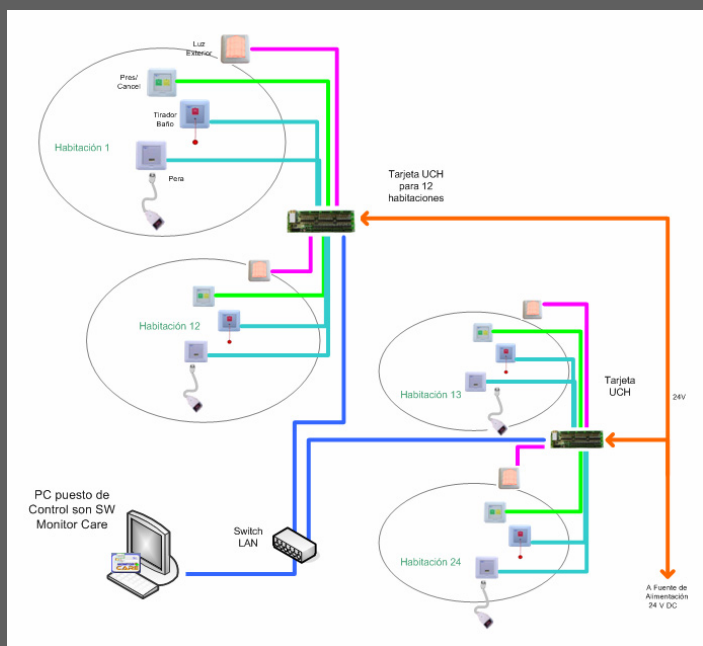 Luz
Exterior
Pres/
Cancel
Tirador
Baño
Habitación 1
Pera
Tarjeta UCH
para 12
habitaciones
Habitación 12
Habitación 13
Tarjeta
UCH
24V
PC puesto de
Control son SW
Monitor Care
Switch
LAN
CARE
Habitación 24
A Fuente de
Alimentación
24 V DC